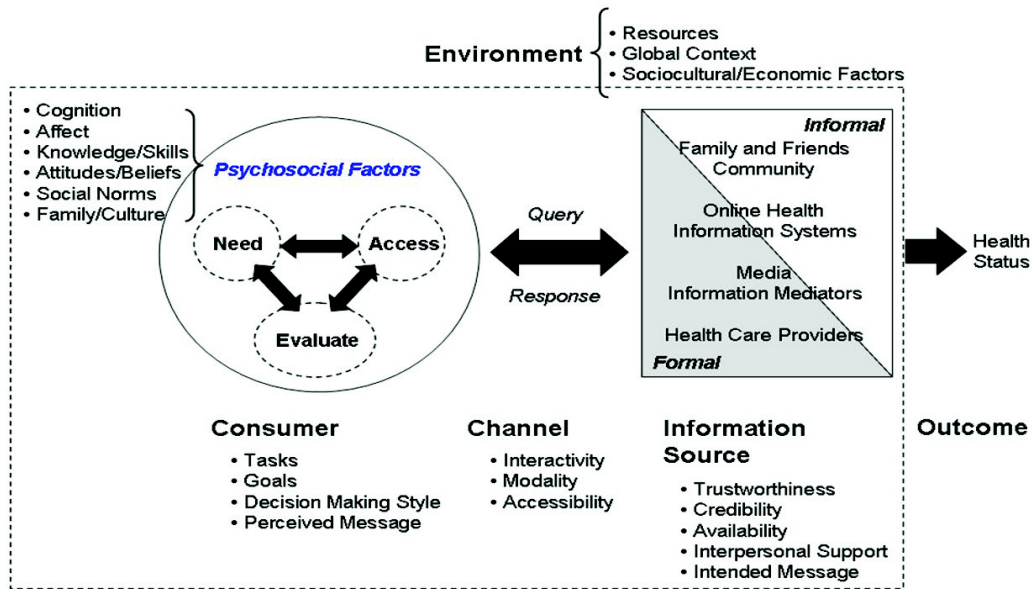 Environment
• Resources
• Global Context
• Sociocultural/Economic Factors
• Cognition
• Affect
• Knowledge/Skills
• Attitudes/Beliefs
• Social Norms
• Family/Culture
Psychosocial Factors
Need
Access
Evaluate
Query
Response
Informal
Family and Friends
Community
Online Health
Information Systems
Media
Information Mediators
Health Care Providers
Formal
Health
Status
Consumer
• Tasks
• Goals
• Decision Making Style
• Perceived Message
Channel
• Interactivity
• Modality
• Accessibility
Information
Source
• Trustworthiness
• Credibility
• Availability
• Interpersonal Support
• Intended Message
Outcome